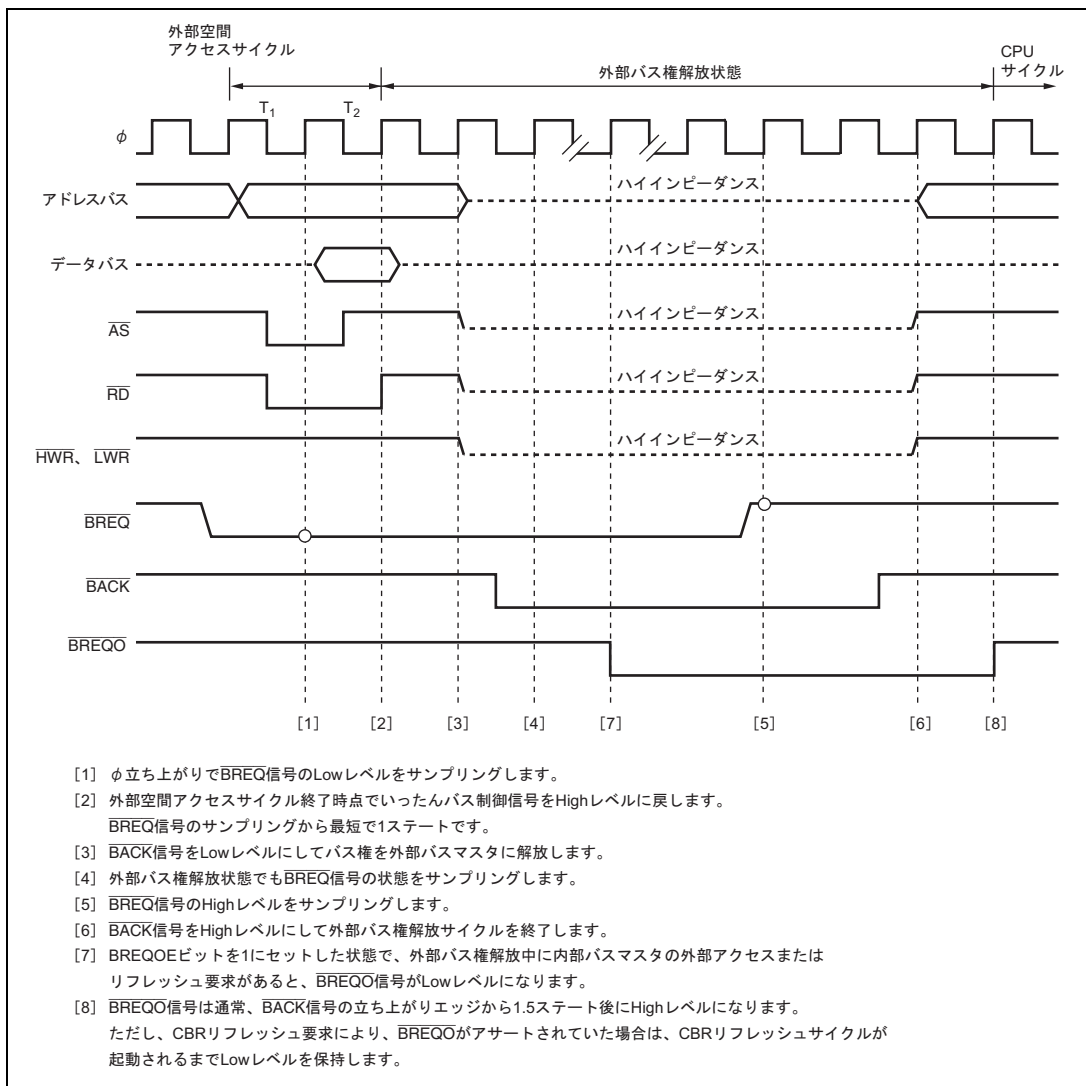 外部空間
アクセスサイクル
外部バス権解放状態
CPU
サイクル
T1
T2
φ
アドレスバス
ハイインピーダンス
データバス
ハイインピーダンス
AS
ハイインピーダンス
RD
ハイインピーダンス
HWR、LWR
ハイインピーダンス
BREQ
BACK
BREQO
[1] [2] [3] [4] [7] [5] [6] [8]
[1] φ立ち上がりでBREQ信号のLowレベルをサンプリングします。
[2] 外部空間アクセスサイクル終了時点でいったんバス制御信号をHighレベルに戻します。
BREQ信号のサンプリングから最短で1ステートです。
[3] BACK信号をLowレベルにしてバス権を外部バスマスタに解放します。
[4] 外部バス権解放状態でもBREQ信号の状態をサンプリングします。
[5] BREQ信号のHighレベルをサンプリングします。
[6] BACK信号をHighレベルにして外部バス権解放サイクルを終了します。
[7] BREQOEビットを1にセットした状態で、外部バス権解放中に内部バスマスタの外部アクセスまたは
リフレッシュ要求があると、BREQO信号がLowレベルになります。
[8] BREQO信号は通常、BACK信号の立ち上がりエッジから1.5ステート後にHighレベルになります。
ただし、CBRリフレッシュ要求により、BREQOがアサートされていた場合は、CBRリフレッシュサイクルが
起動されるまでLowレベルを保持します。